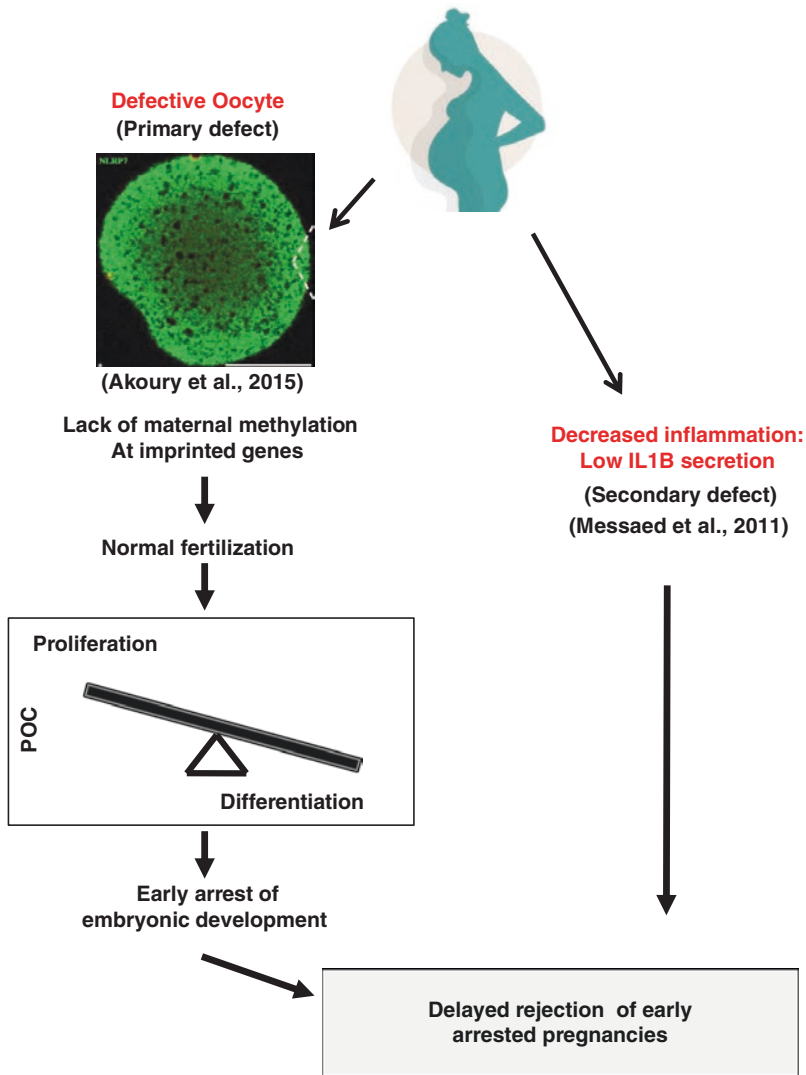 Defective Oocyte
(Primary defect)
NLRP7
(Akoury et al., 2015)
Lack of maternal methylation
At imprinted genes
Normal fertilization
Proliferation
POC
Differentiation
Early arrest of
embryonic development
Decreased inflammation:
Low IL1B secretion
(Secondary defect)
(Messaed et al., 2011)
Delayed rejection of early
arrested pregnancies